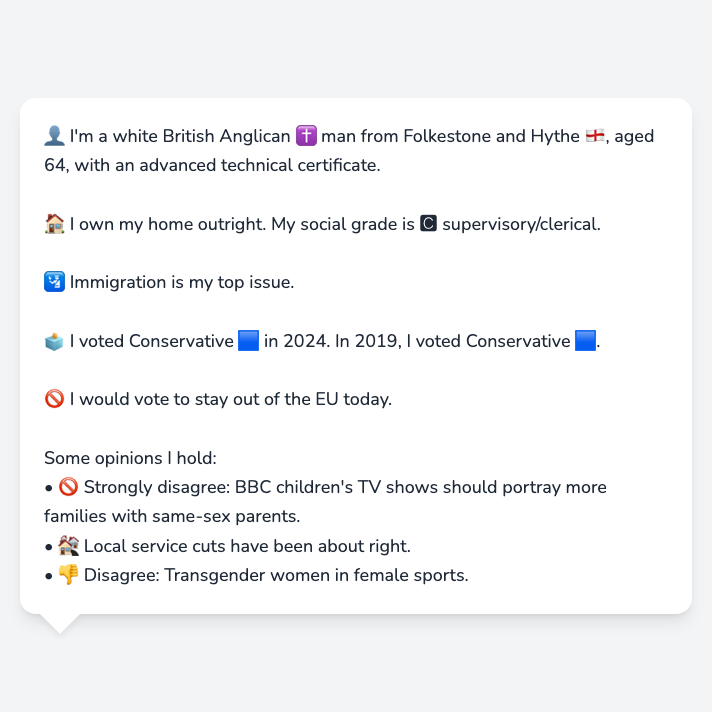 👤 I'm a white British Anglican ✝️ man from Folkestone and Hythe 🏴󠁧󠁢󠁥󠁮󠁧󠁿, aged
64, with an advanced technical certificate.
🏠 I own my home outright. My social grade is 🅲 supervisory/clerical.
🛂 Immigration is my top issue.
🗳️ I voted Conservative 🟦 in 2024. In 2019, I voted Conservative 🟦.
🚫 I would vote to stay out of the EU today.
Some opinions I hold:
• 🚫 Strongly disagree: BBC children's TV shows should portray more
families with same-sex parents.
• 🏘️ Local service cuts have been about right.
• 👎 Disagree: Transgender women in female sports.